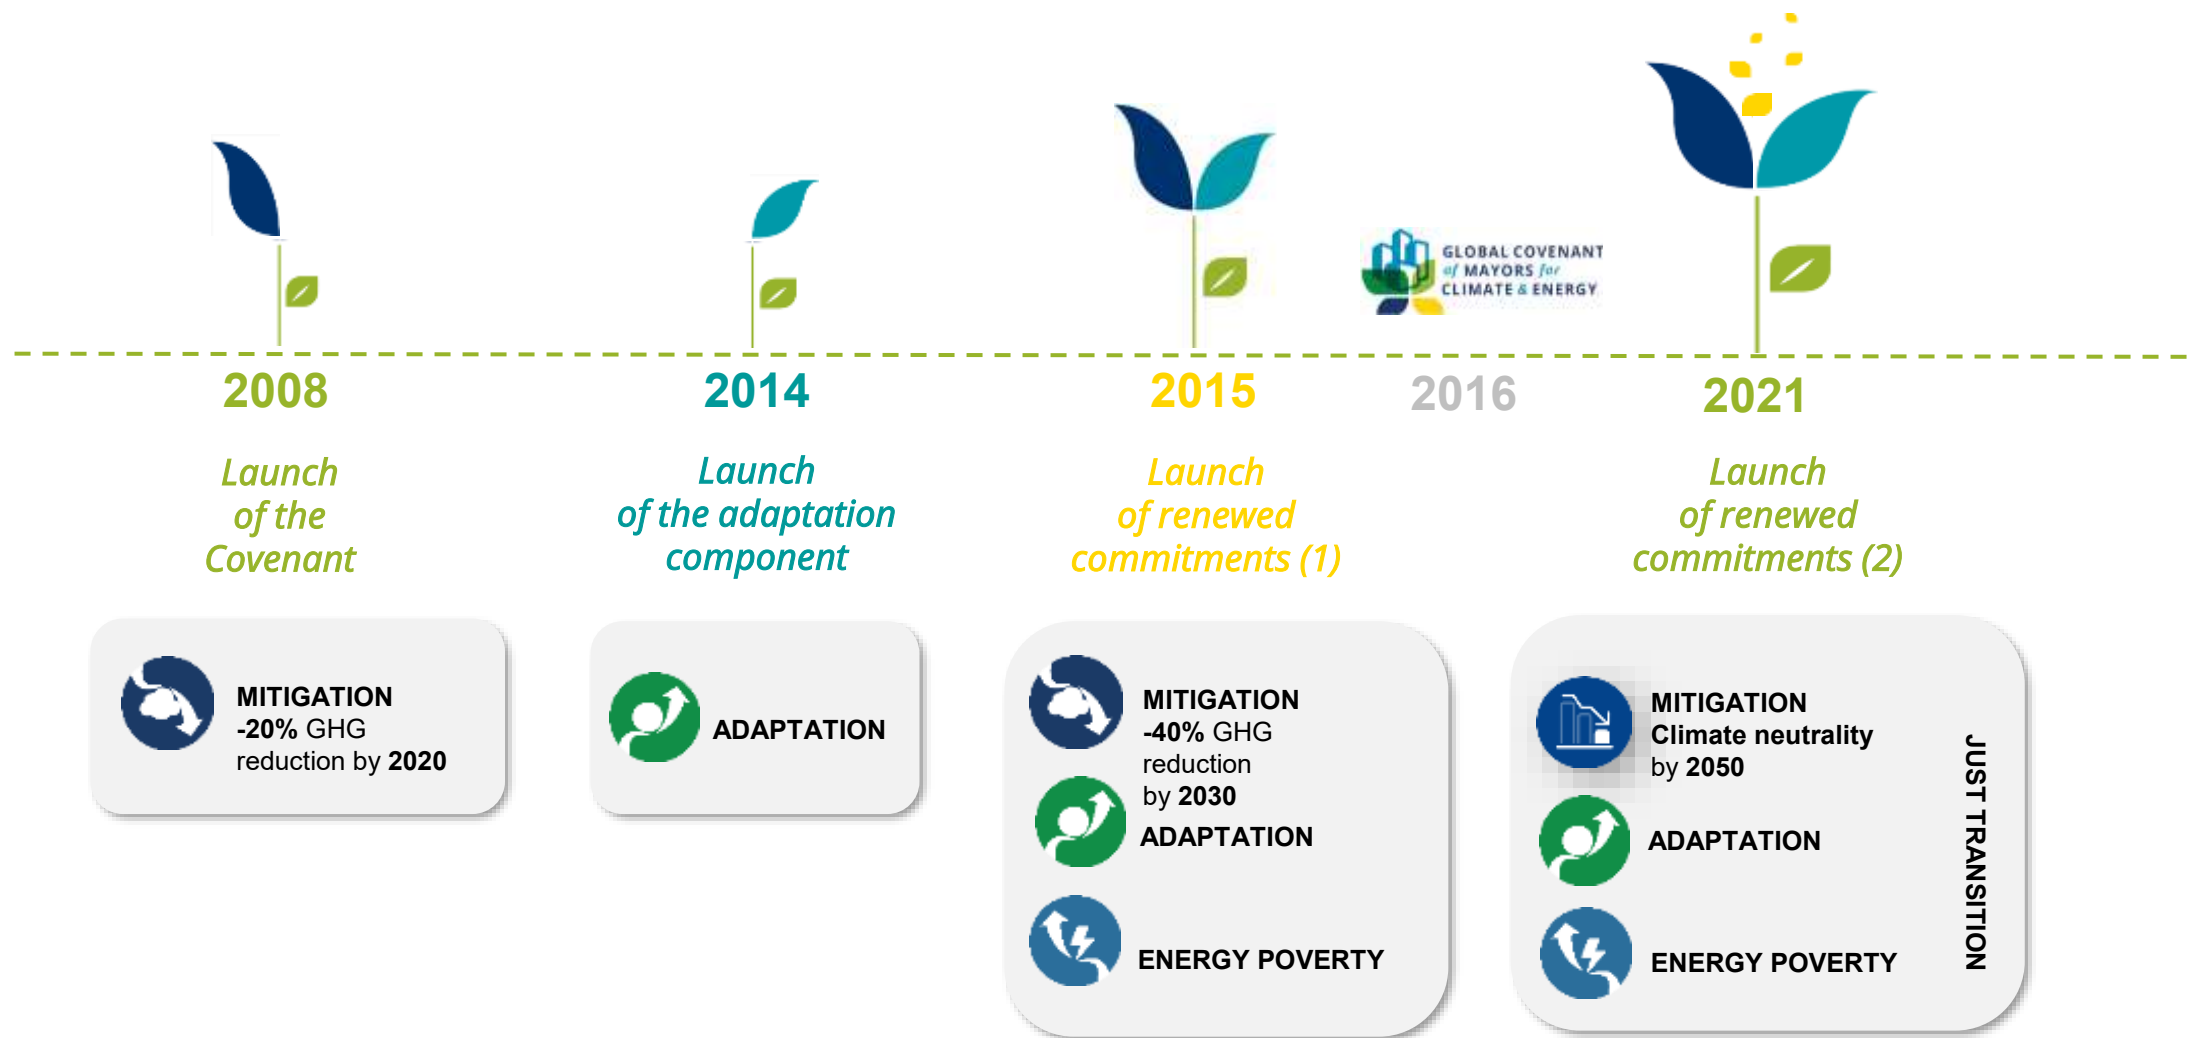 GLOBAL COVENANT
of MAYORS for
CLIMATE & ENERGY
2008
2014
2015
2016
2021
Launch
of the
Covenant
Launch
of the adaptation
component
Launch
of renewed
commitments (1)
Launch
of renewed
commitments (2)
MITIGATION
-20% GHG
reduction by 2020
ADAPTATION
MITIGATION
-40% GHG
reduction
by 2030
ADAPTATION
ENERGY POVERTY
MITIGATION
Climate neutrality
by 2050
ADAPTATION
ENERGY POVERTY
JUST TRANSITION